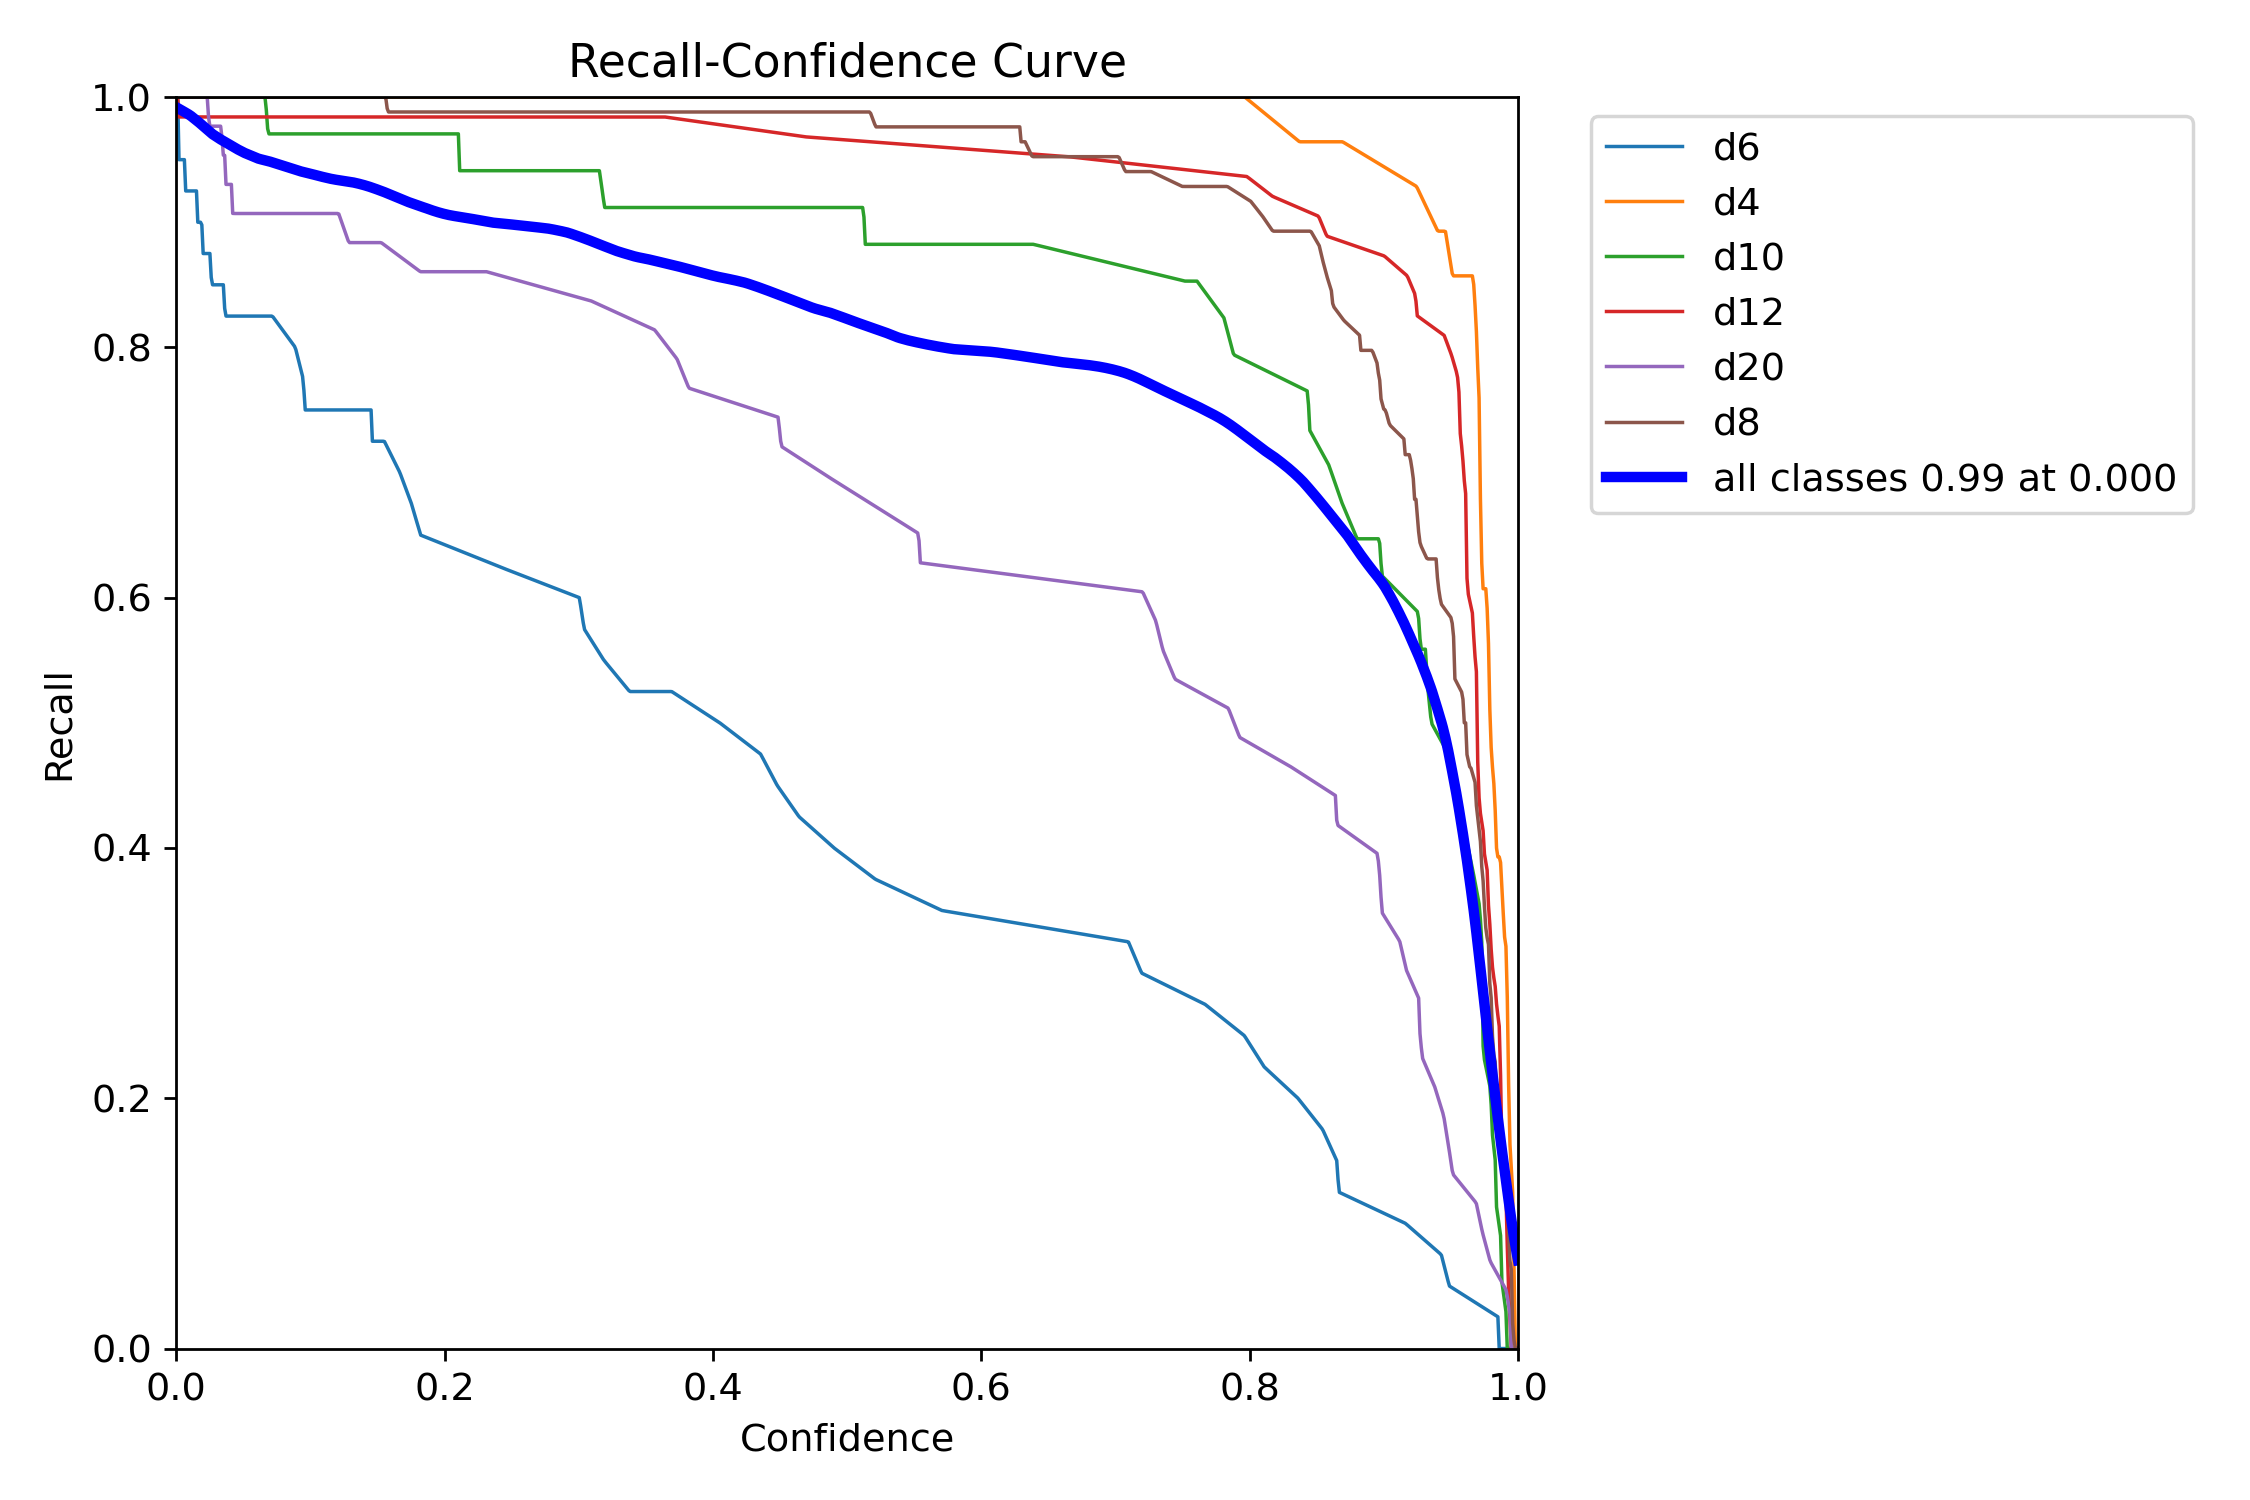 Recall-Confidence Curve
1.0
0.8
0.6
0.4
0.2
0.0
Recall
0.0 0.2 0.4 0.6 0.8 1.0
Confidence
d6
d4
d10
d12
d20
d8
all classes 0.99 at 0.000